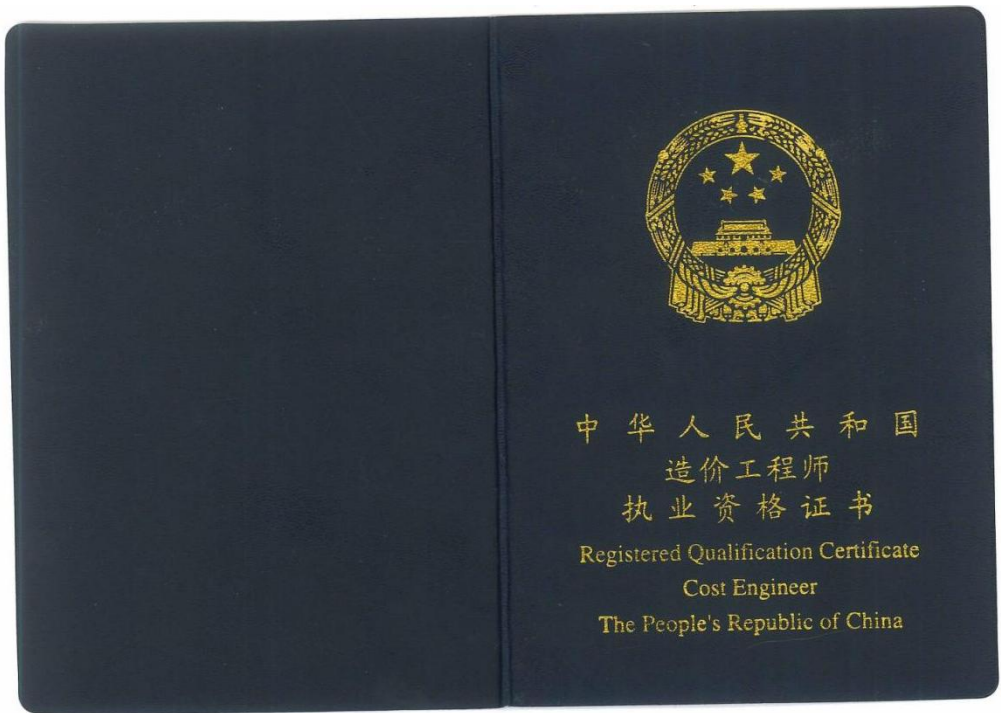 中华人民共和国
造价工程师
执业资格证书
Registered Qualification Certificate
Cost Engineer
The People's Republic of China